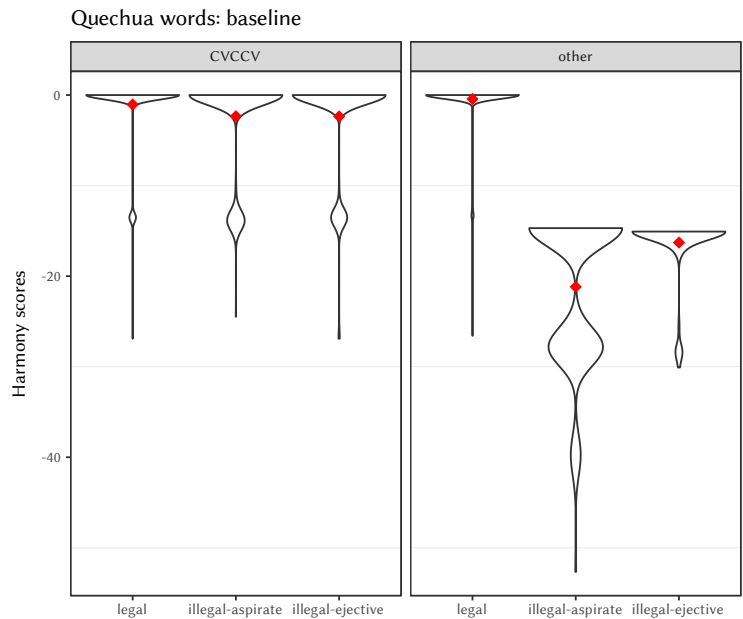 Quechua words: baseline
CVCCV
other
Harmony scores
0
-20
-40
legal illegal-aspirate illegal-ejective
legal illegal-aspirate illegal-ejective